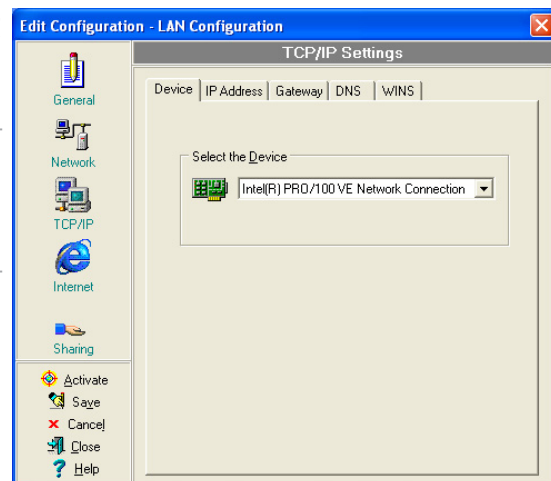 Edit Configuration - LAN Configuration
TCP/IP Settings
General
Network
TCP/IP
Internet
Sharing
Activate
Save
Cancel
Close
Help
Device
IP Address
Gateway
DNS
WINS
Select the Device
Intel(R) PRO/100 VE Network Connection